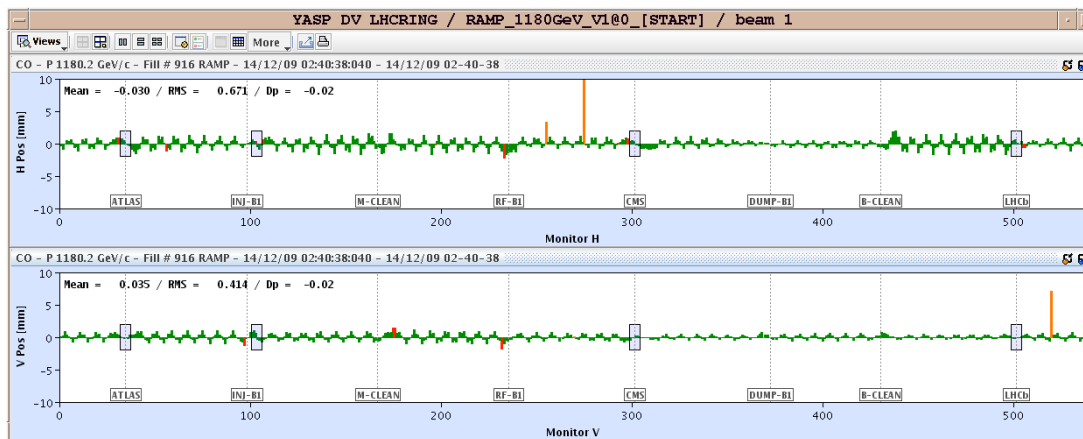 YASP DV LHCRING / RAMP_1180GeV_V1@0_[START] / beam 1
Views More
CO - P 1180.2 GeV/c - Fill # 916 RAMP - 14/12/09 02:40:38:040 - 14/12/09 02-40-38
Mean = -0.030 / RMS = 0.671 / Dp = -0.02
H Pos [mm]
10
5
0
-5
-10
ATLAS INJ-B1 M-CLEAN RF-B1 CMS DUMP-B1 B-CLEAN LHCb
0 100 200 300 400 500
Monitor H
CO - P 1180.2 GeV/c - Fill # 916 RAMP - 14/12/09 02:40:38:040 - 14/12/09 02-40-38
Mean = 0.035 / RMS = 0.414 / Dp = -0.02
V Pos [mm]
10
5
0
-5
-10
ATLAS INJ-B1 M-CLEAN RF-B1 CMS DUMP-B1 B-CLEAN LHCb
0 100 200 300 400 500
Monitor V